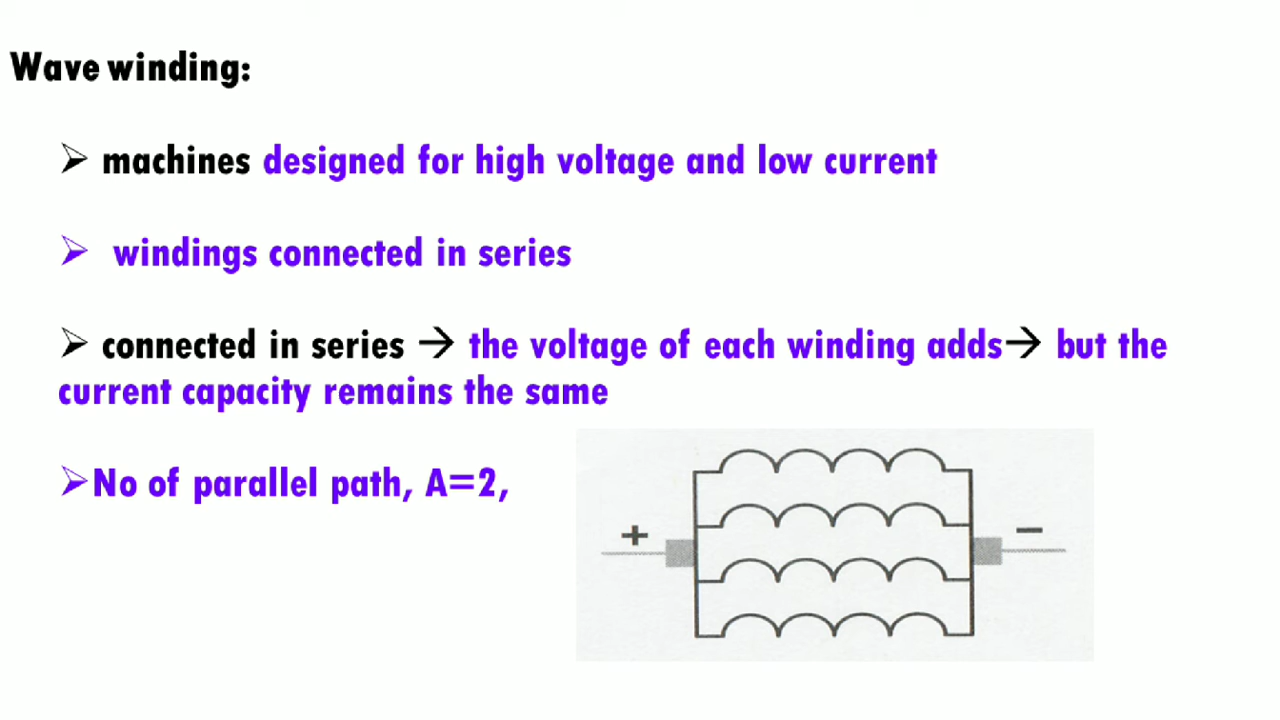 Wave winding:
➢ machines designed for high voltage and low current
➢ windings connected in series
➢ connected in series → the voltage of each winding adds→ but the
current capacity remains the same
➢No of parallel path, A=2,
+ −